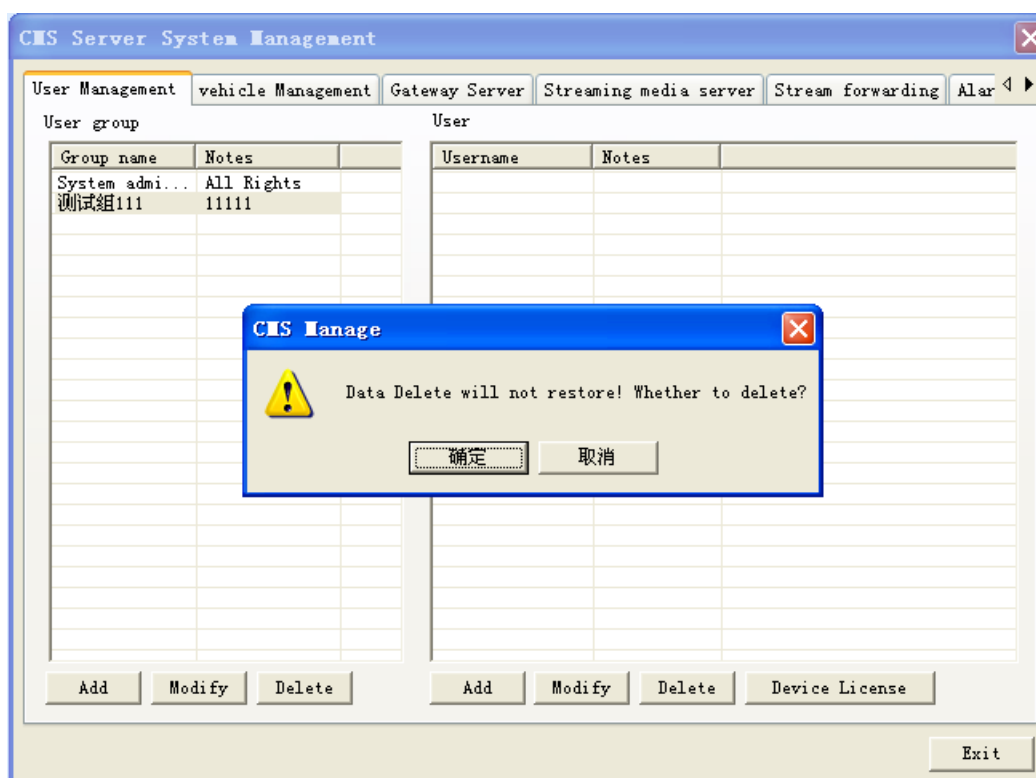 CMS Server System Management
User Management vehicle Management Gateway Server Streaming media server Stream forwarding Alar
User group User
Group name Notes Username Notes
System admi... All Rights
测试组111 11111
CMS Manage
Data Delete will not restore! Whether to delete?
确定 取消
Add Modify Delete Add Modify Delete Device License
Exit